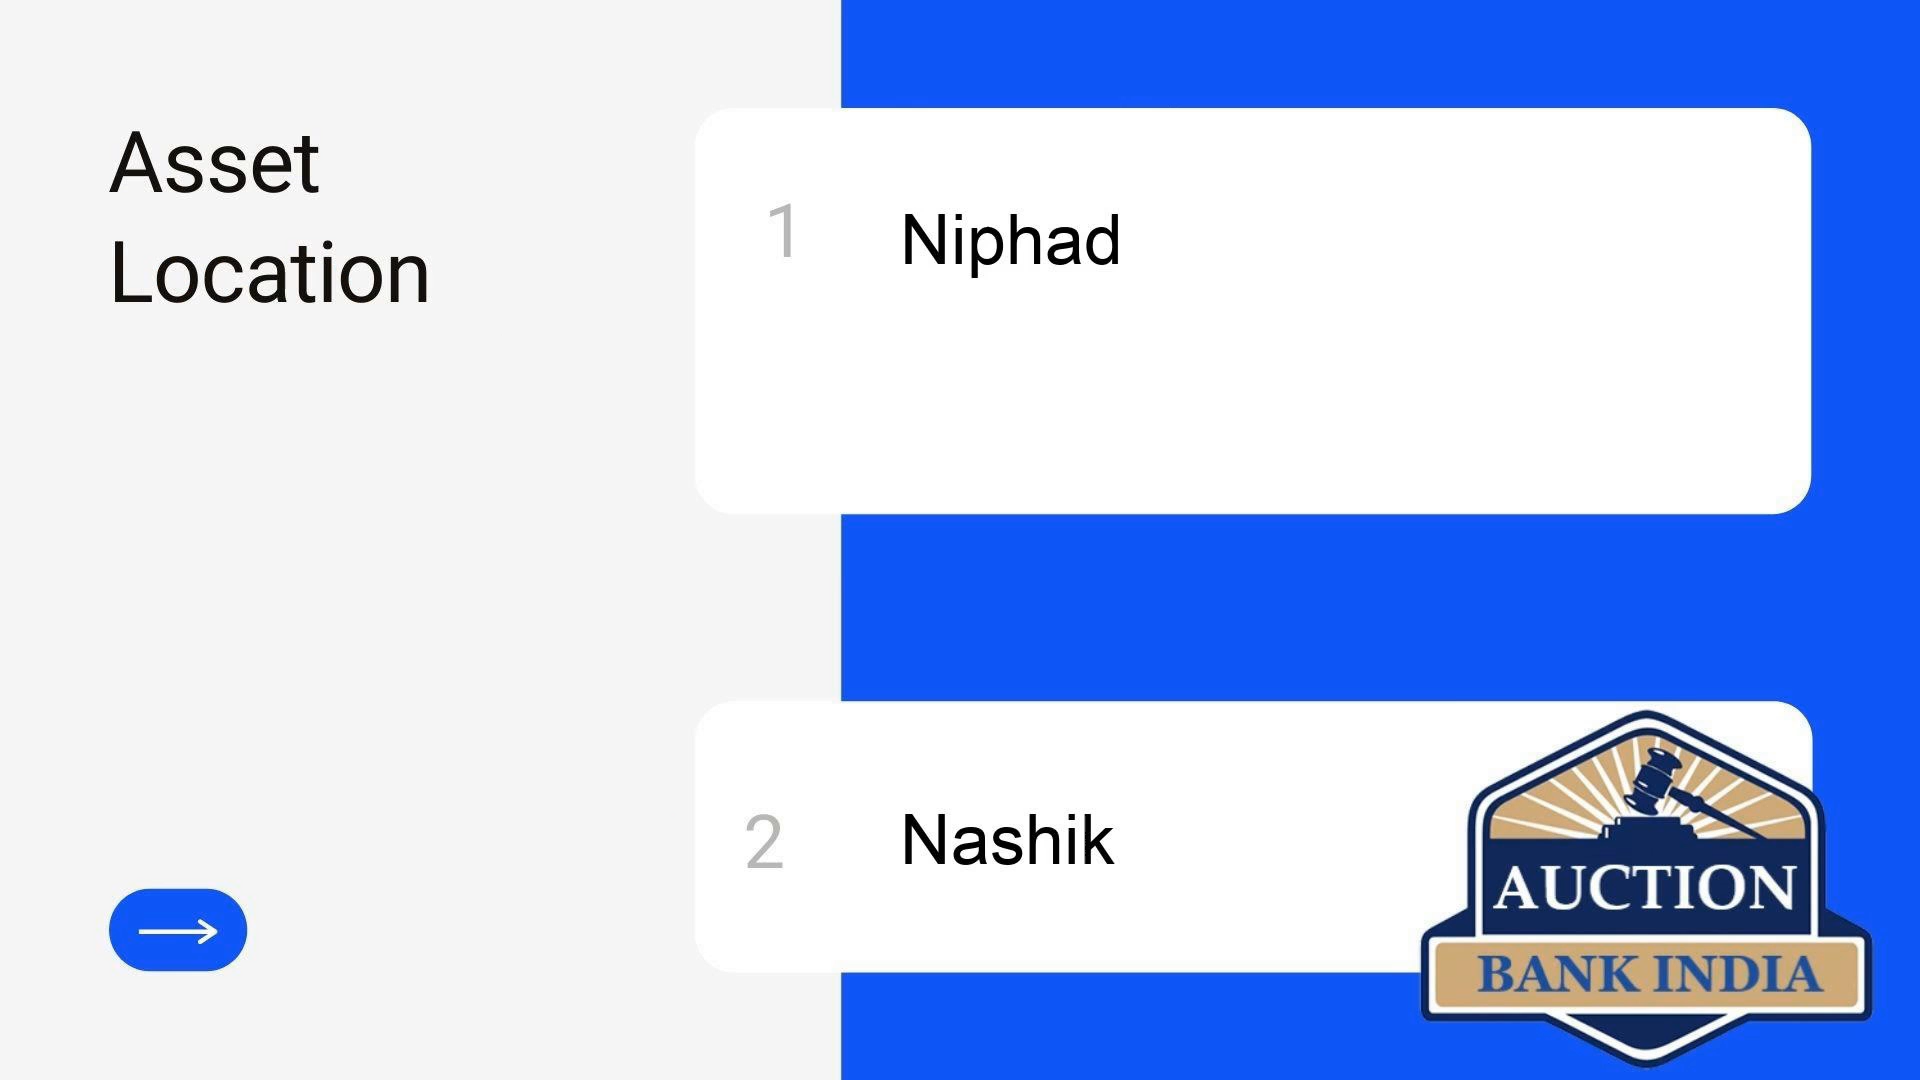 Asset
Location
1
Niphad
2
Nashik
AUCTION
BANK INDIA